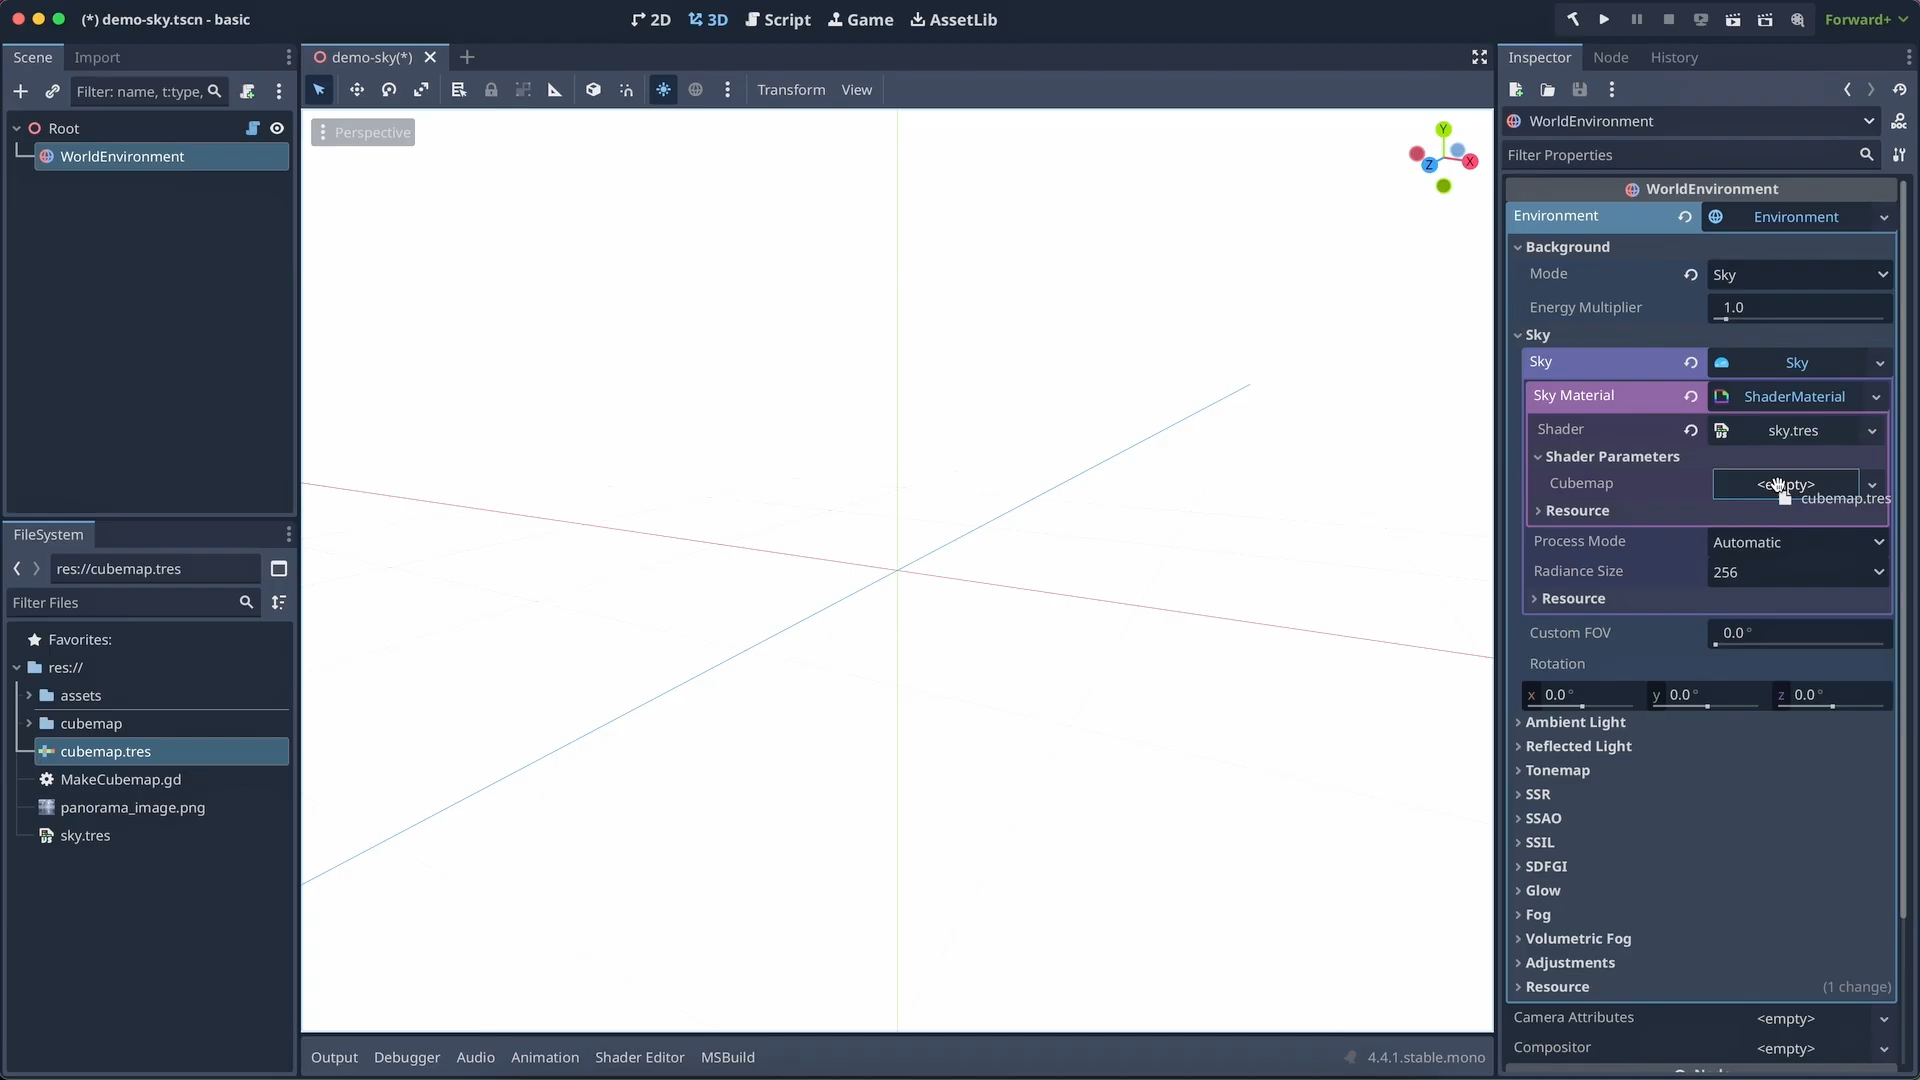 (*) demo-sky.tscn - basic
2D
3D
Script
Game
AssetLib
Forward+
Scene
Import
Filter: name, t:type,
Root
WorldEnvironment
FileSystem
res://cubemap.tres
Filter Files
Favorites:
res://
assets
cubemap
cubemap.tres
MakeCubemap.gd
panorama_image.png
sky.tres
demo-sky(*)
Transform
View
Perspective
Y
Z
X
Output
Debugger
Audio
Animation
Shader Editor
MSBuild
4.4.1.stable.mono
Inspector
Node
History
WorldEnvironment
DOC
Filter Properties
WorldEnvironment
Environment
Environment
Background
Mode
Sky
Energy Multiplier
1.0
Sky
Sky
Sky
Sky Material
ShaderMaterial
Shader
sky.tres
Shader Parameters
Cubemap
<empty>
cubemap.tres
Resource
Process Mode
Automatic
Radiance Size
256
Resource
Custom FOV
0.0 °
Rotation
x 0.0 °
y 0.0 °
z 0.0 °
Ambient Light
Reflected Light
Tonemap
SSR
SSAO
SSIL
SDFGI
Glow
Fog
Volumetric Fog
Adjustments
Resource
(1 change)
Camera Attributes
<empty>
Compositor
<empty>